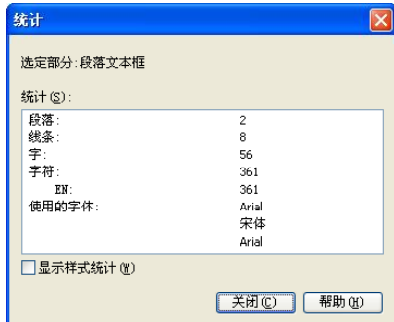 统计
选定部分:段落文本框
统计(S):
段落: 2
线条: 8
字: 56
字符: 361
EN: 361
使用的字体: Arial
宋体
Arial
显示样式统计(Y)
关闭(C) 帮助(H)